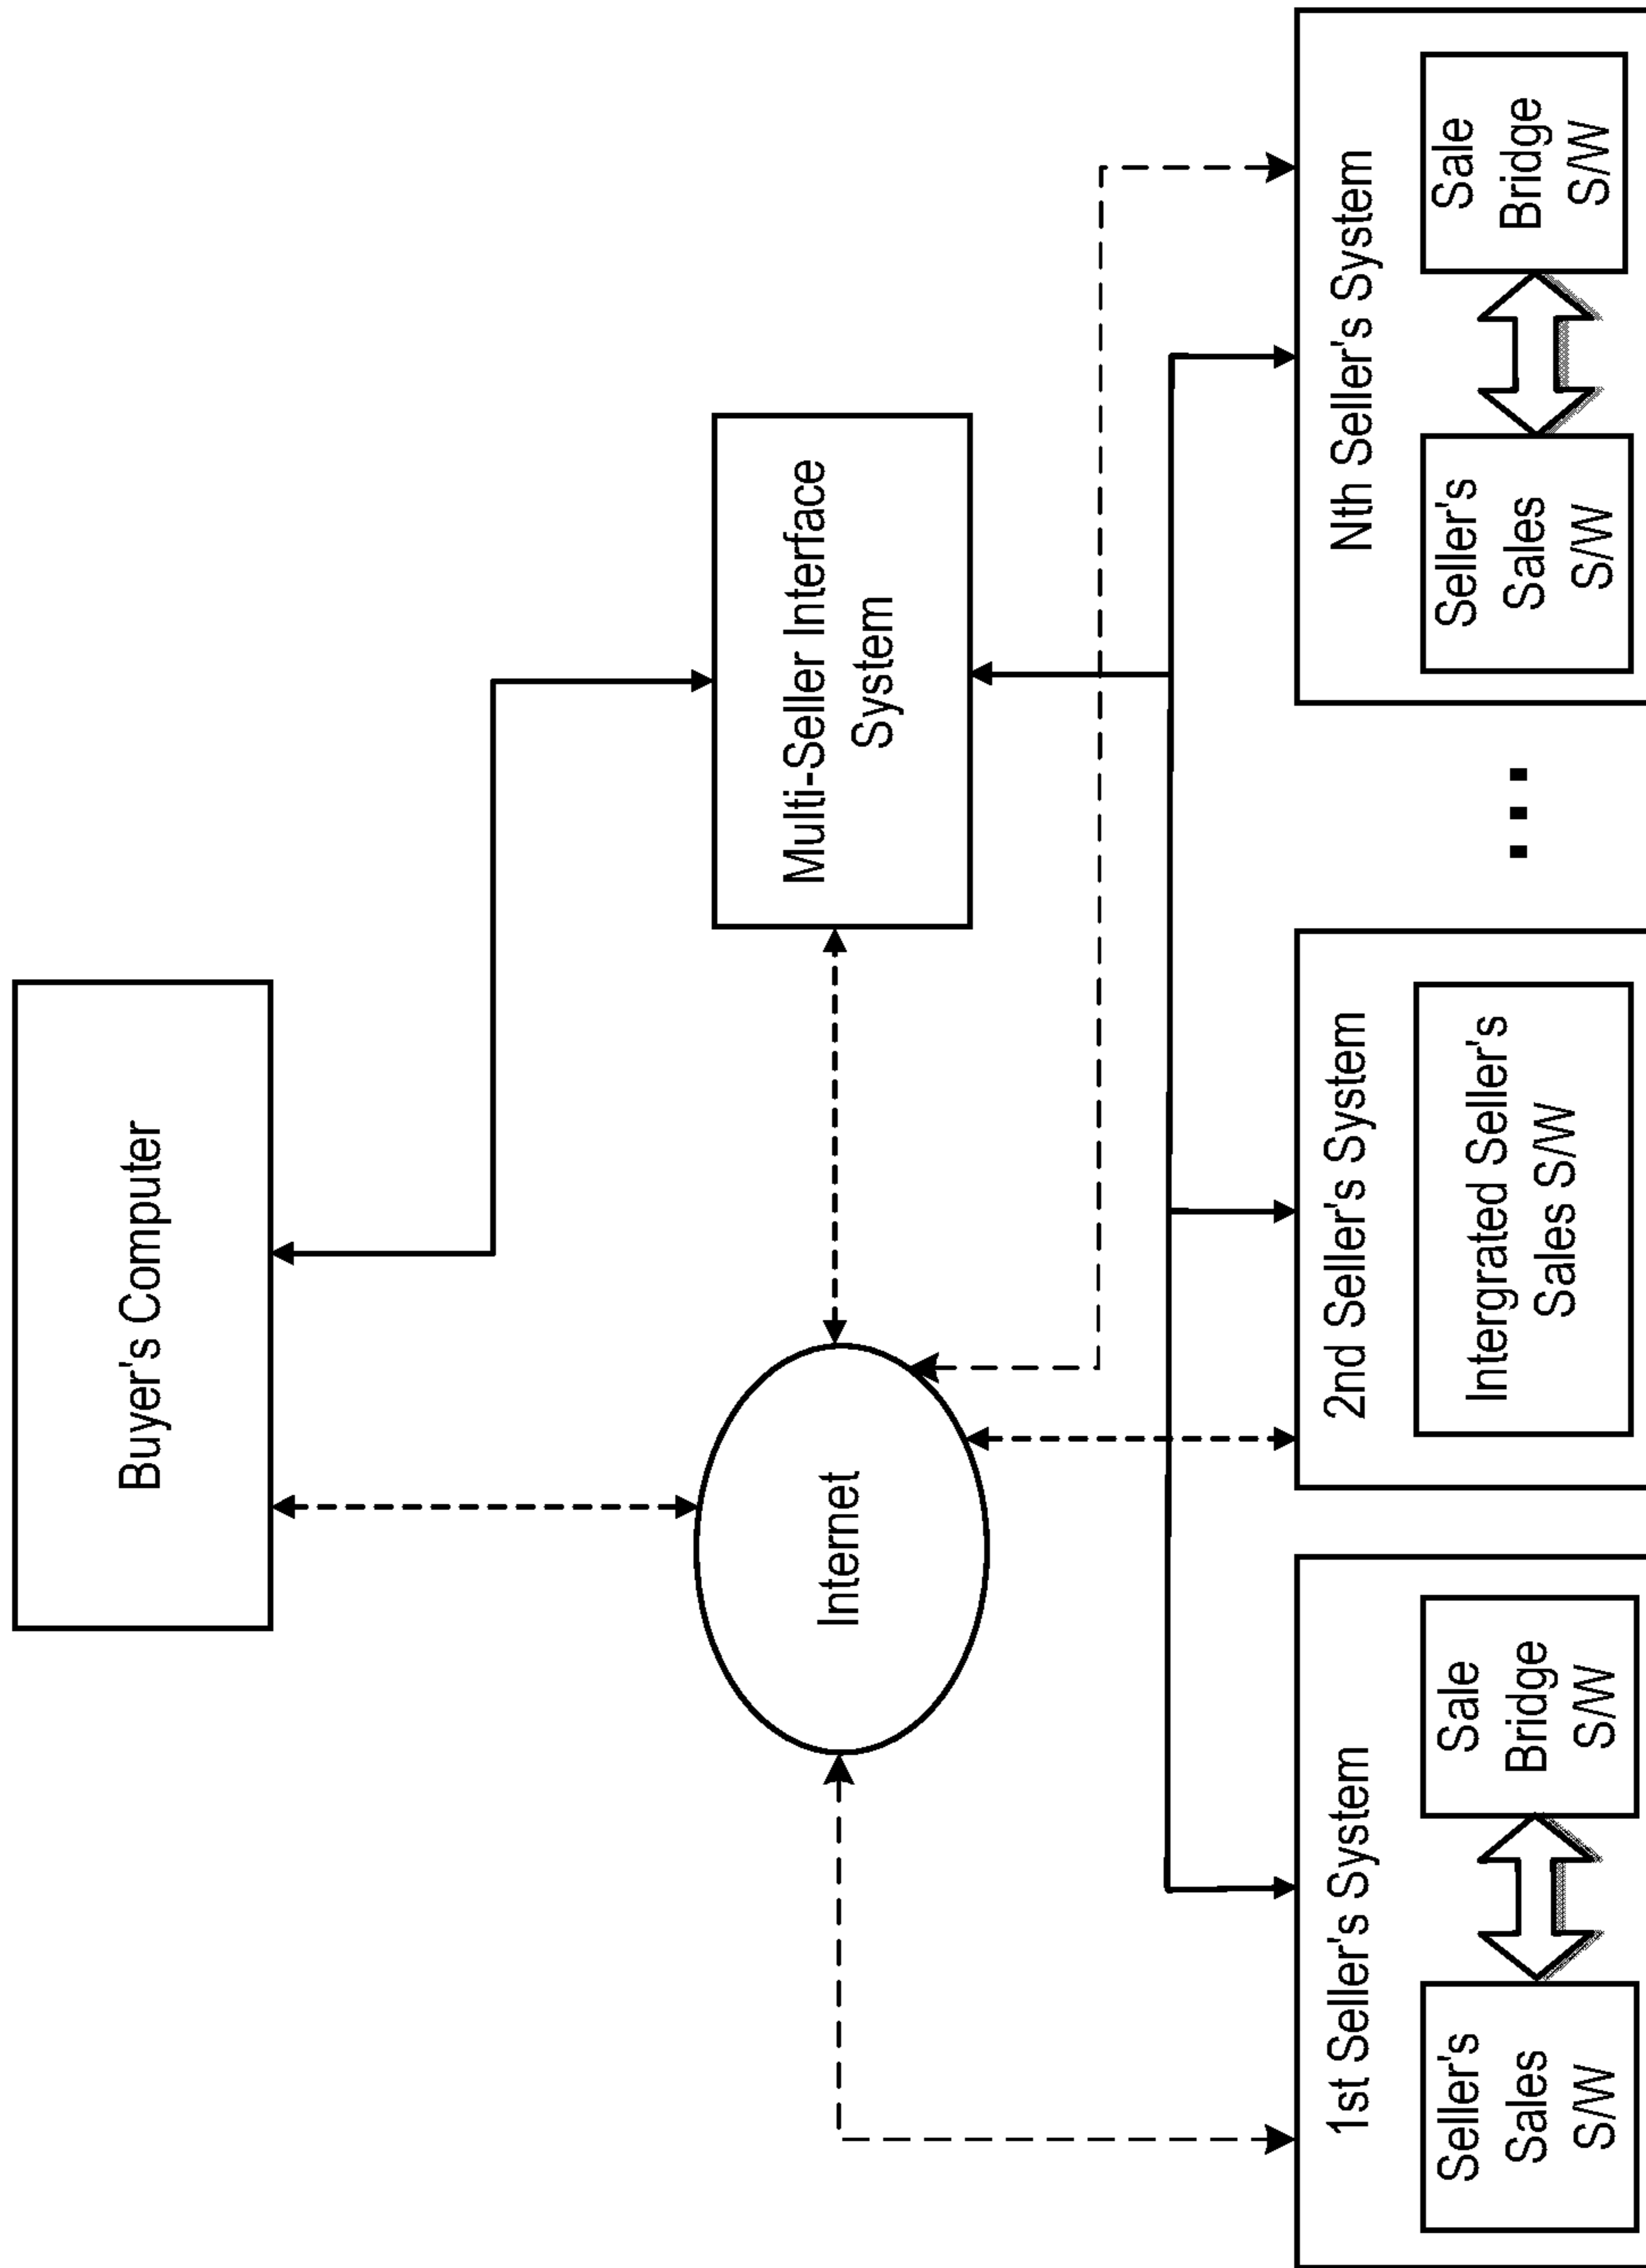 Buyer's Computer
Internet
Multi-Seller Interface
System
1st Seller's System
Seller's
Sales
S/W
Sale
Bridge
S/W
2nd Seller's System
Intergrated Seller's
Sales S/W
Nth Seller's System
Seller's
Sales
S/W
Sale
Bridge
S/W